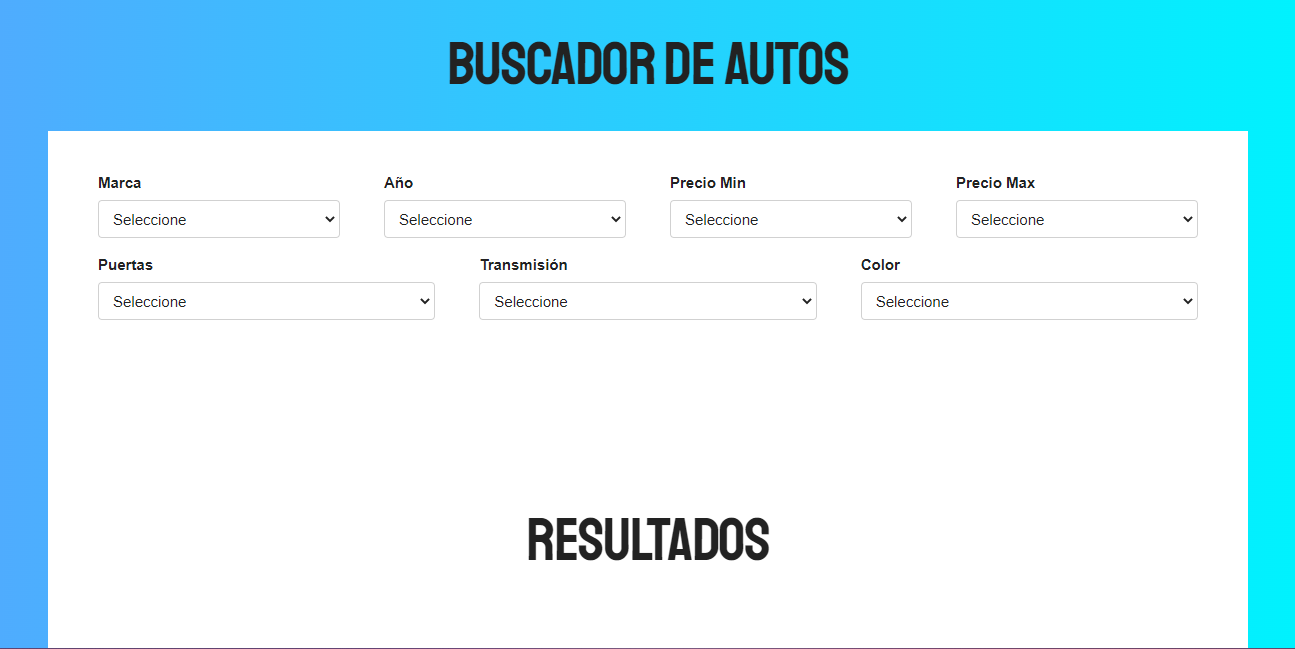 BUSCADOR DE AUTOS
Marca Año Precio Min Precio Max
Seleccione Seleccione Seleccione Seleccione
Puertas Transmisión Color
Seleccione Seleccione Seleccione
RESULTADOS